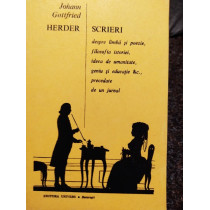 Johann
Gottfried
HERDER
SCRIERI
despre limbă și poezie,
filosofia istoriei,
ideea de umanitate,
geniu și educație &c.,
precedate
de un jurnal
EDITURA UNIVERS • București